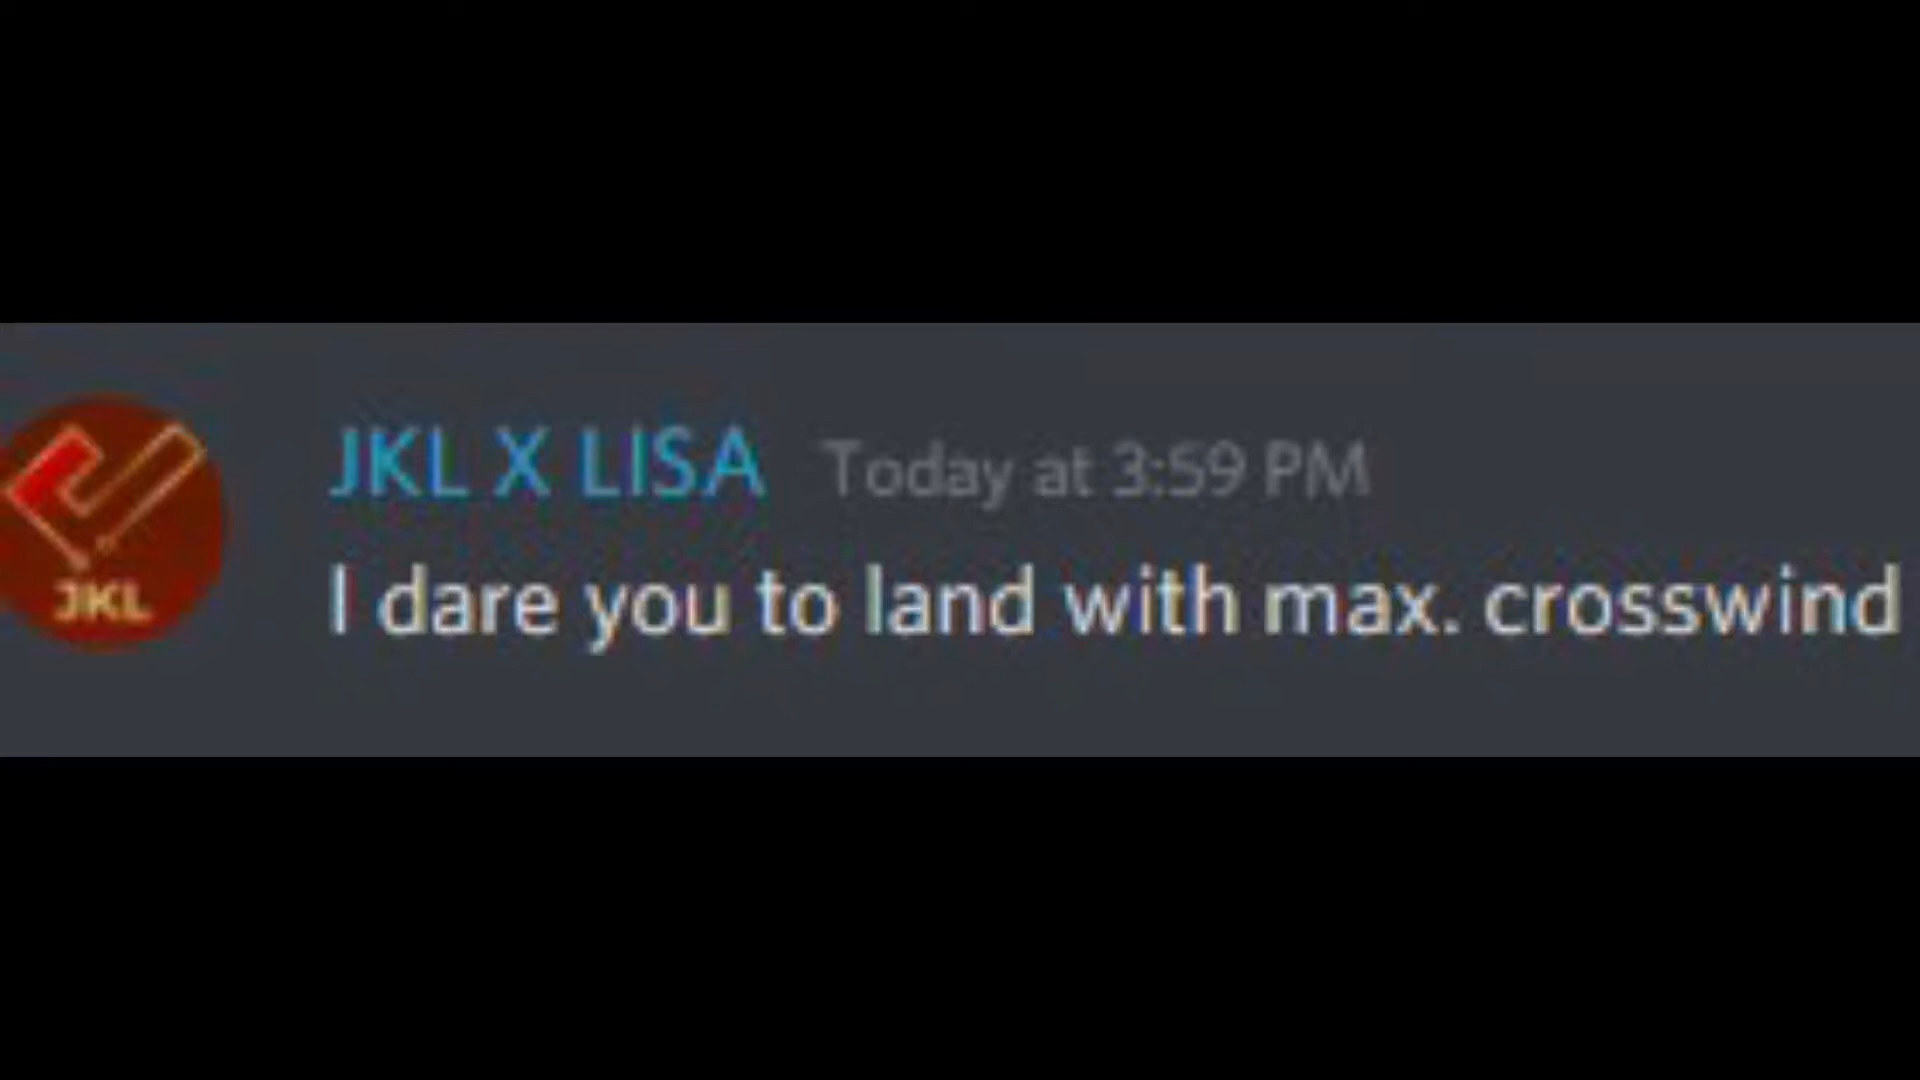 JKL
JKL X LISA Today at 3:59 PM
I dare you to land with max. crosswind